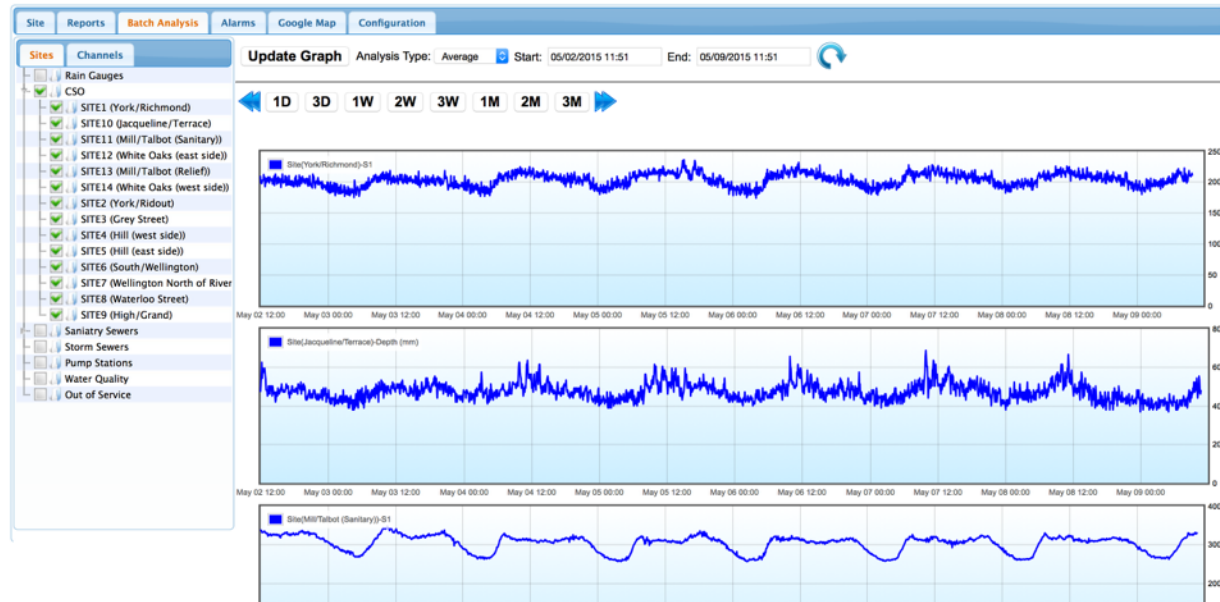 Site Reports Batch Analysis Alarms Google Map Configuration
Sites Channels
Update Graph Analysis Type: Average Start: 05/02/2015 11:51 End: 05/09/2015 11:51
Rain Gauges
CSO
SITE1 (York/Richmond)
SITE10 (Jacqueline/Terrace)
SITE11 (Mill/Talbot (Sanitary))
SITE12 (White Oaks (east side))
SITE13 (Mill/Talbot (Relief))
SITE14 (White Oaks (west side))
SITE2 (York/Ridout)
SITE3 (Grey Street)
SITE4 (Hill (west side))
SITE5 (Hill (east side))
SITE6 (South/Wellington)
SITE7 (Wellington North of River
SITE8 (Waterloo Street)
SITE9 (High/Grand)
Saniatry Sewers
Storm Sewers
Pump Stations
Water Quality
Out of Service
1D 3D 1W 2W 3W 1M 2M 3M
Site(York/Richmond)-S1
250
200
150
100
50
0
May 02 12:00 May 03 00:00 May 03 12:00 May 04 00:00 May 04 12:00 May 05 00:00 May 05 12:00 May 06 00:00 May 06 12:00 May 07 00:00 May 07 12:00 May 08 00:00 May 08 12:00 May 09 00:00
Site(Jacqueline/Terrace)-Depth (mm)
80
60
40
20
0
May 02 12:00 May 03 00:00 May 03 12:00 May 04 00:00 May 04 12:00 May 05 00:00 May 05 12:00 May 06 00:00 May 06 12:00 May 07 00:00 May 07 12:00 May 08 00:00 May 08 12:00 May 09 00:00
Site(Mill/Talbot (Sanitary))-S1
400
300
200